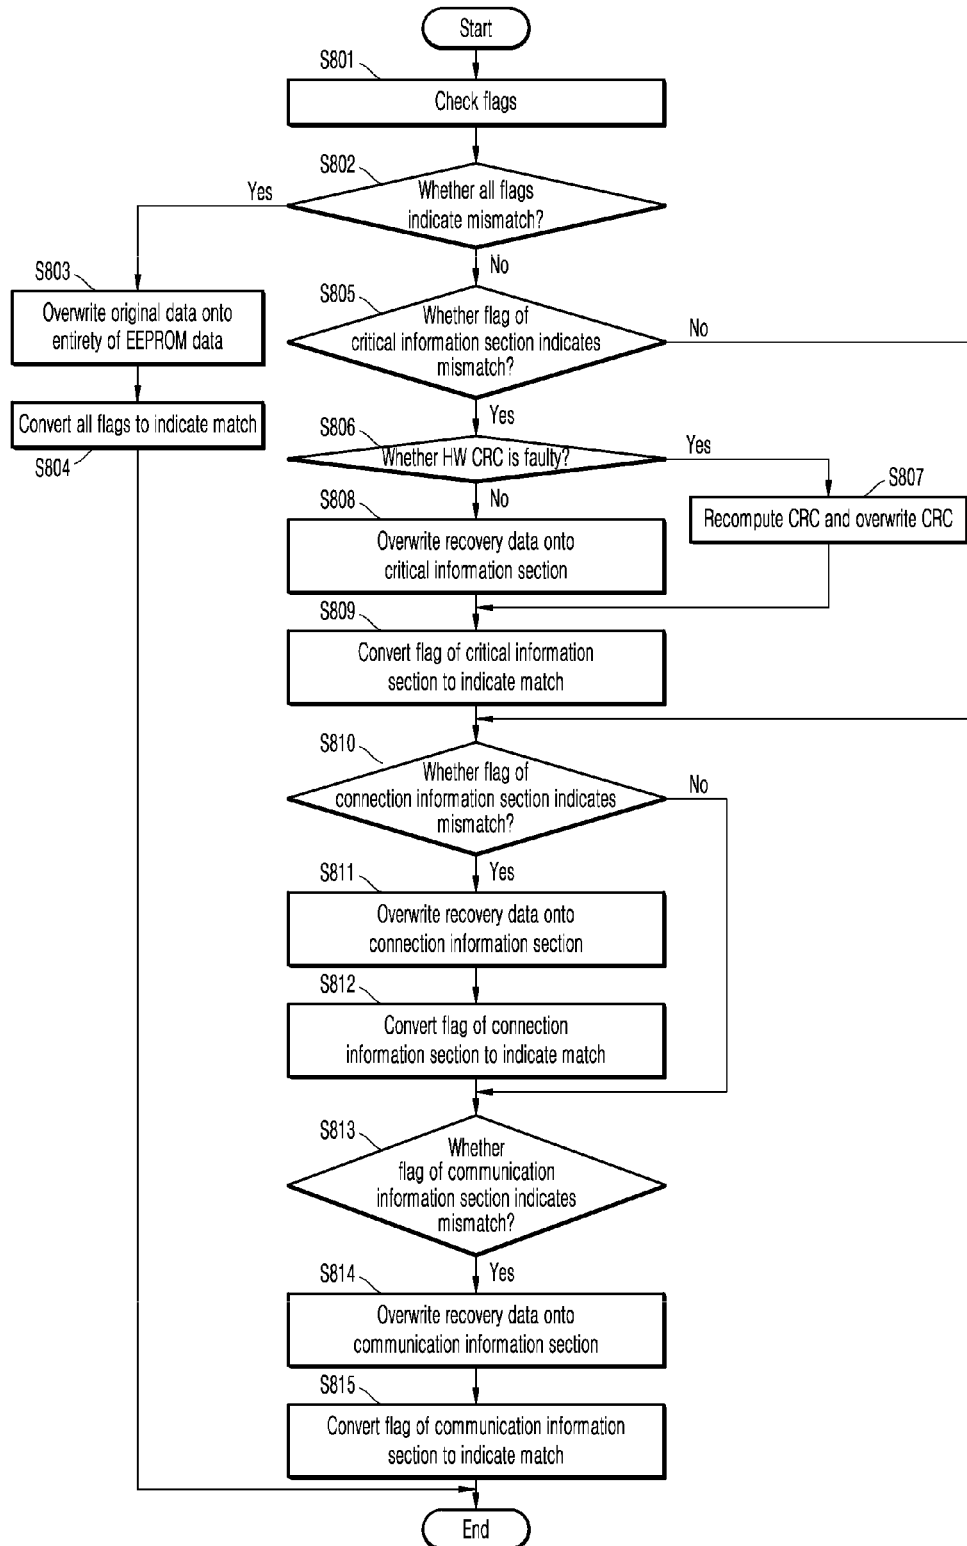 Start
S801
Check flags
S802
Whether all flags
indicate mismatch?
Yes
No
S803
Overwrite original data onto
entirety of EEPROM data
Convert all flags to indicate match
S804
S805
Whether flag of
critical information section indicates
mismatch?
No
Yes
S806
Whether HW CRC is faulty?
Yes
No
S807
Recompute CRC and overwrite CRC
S808
Overwrite recovery data onto
critical information section
S809
Convert flag of critical information
section to indicate match
S810
Whether flag of
connection information section indicates
mismatch?
No
Yes
S811
Overwrite recovery data onto
connection information section
S812
Convert flag of connection
information section to indicate match
S813
Whether
flag of communication
information section indicates
mismatch?
Yes
S814
Overwrite recovery data onto
communication information section
S815
Convert flag of communication information
section to indicate match
End